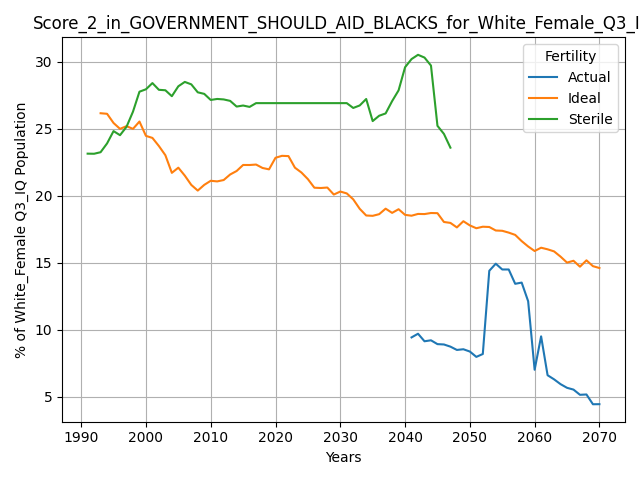 Score_2_in_GOVERNMENT_SHOULD_AID_BLACKS_for_White_Female_Q3_I
Fertility
Actual
Ideal
Sterile
% of White_Female Q3_IQ Population
30
25
20
15
10
5
1990 2000 2010 2020 2030 2040 2050 2060 2070
Years